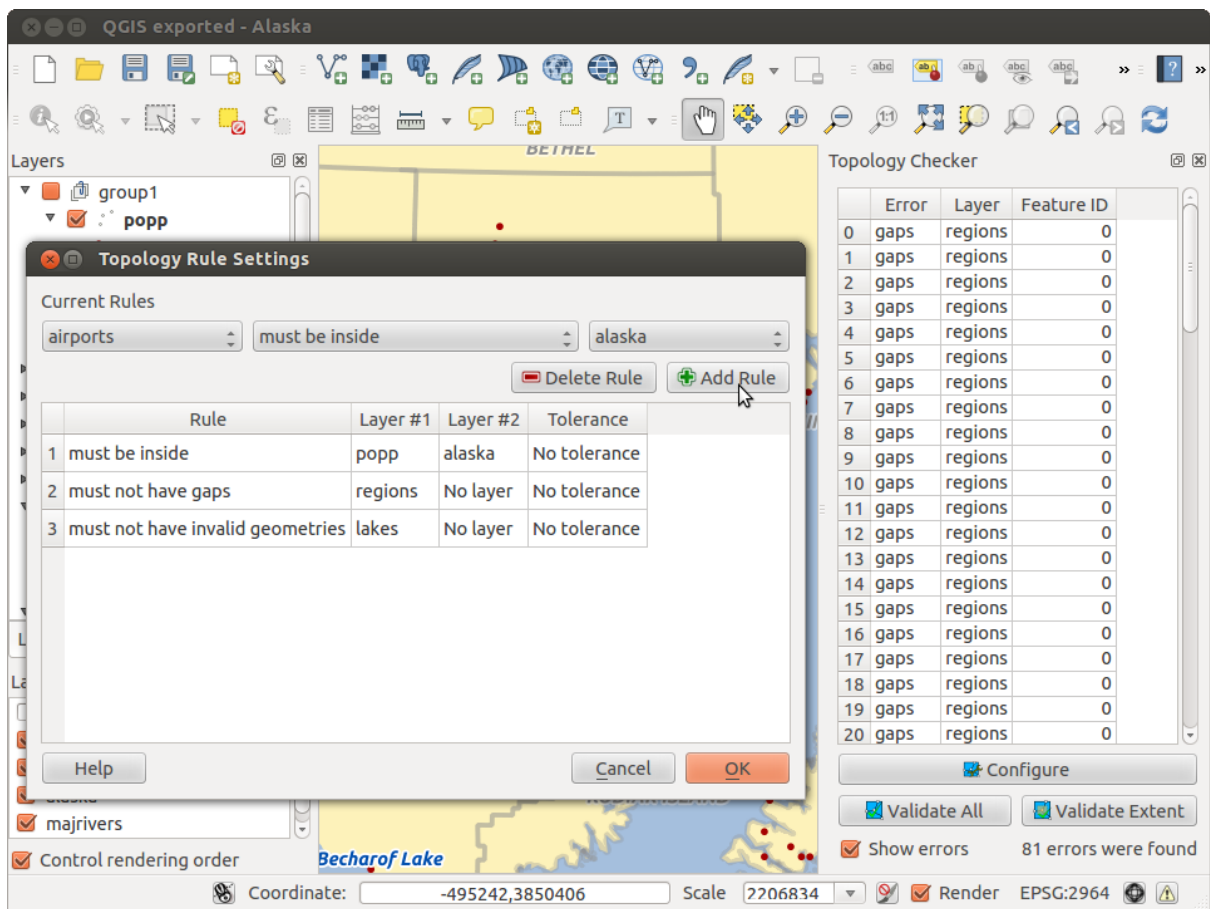 QGIS exported - Alaska
abc
ab
ab
abc
abc
»
?
»
ε
1:1
T
Layers
group1
popp
BETHEL
Topology Checker
Error Layer Feature ID
0 gaps regions 0
1 gaps regions 0
2 gaps regions 0
3 gaps regions 0
4 gaps regions 0
5 gaps regions 0
6 gaps regions 0
7 gaps regions 0
8 gaps regions 0
9 gaps regions 0
10 gaps regions 0
11 gaps regions 0
12 gaps regions 0
13 gaps regions 0
14 gaps regions 0
15 gaps regions 0
16 gaps regions 0
17 gaps regions 0
18 gaps regions 0
19 gaps regions 0
20 gaps regions 0
Configure
Validate All Validate Extent
Show errors 81 errors were found
Topology Rule Settings
Current Rules
airports must be inside alaska
Delete Rule Add Rule
Rule Layer #1 Layer #2 Tolerance
1 must be inside popp alaska No tolerance
2 must not have gaps regions No layer No tolerance
3 must not have invalid geometries lakes No layer No tolerance
Help Cancel OK
majrivers
Control rendering order
Becharof Lake
Coordinate: -495242,3850406 Scale 2206834 Render EPSG:2964